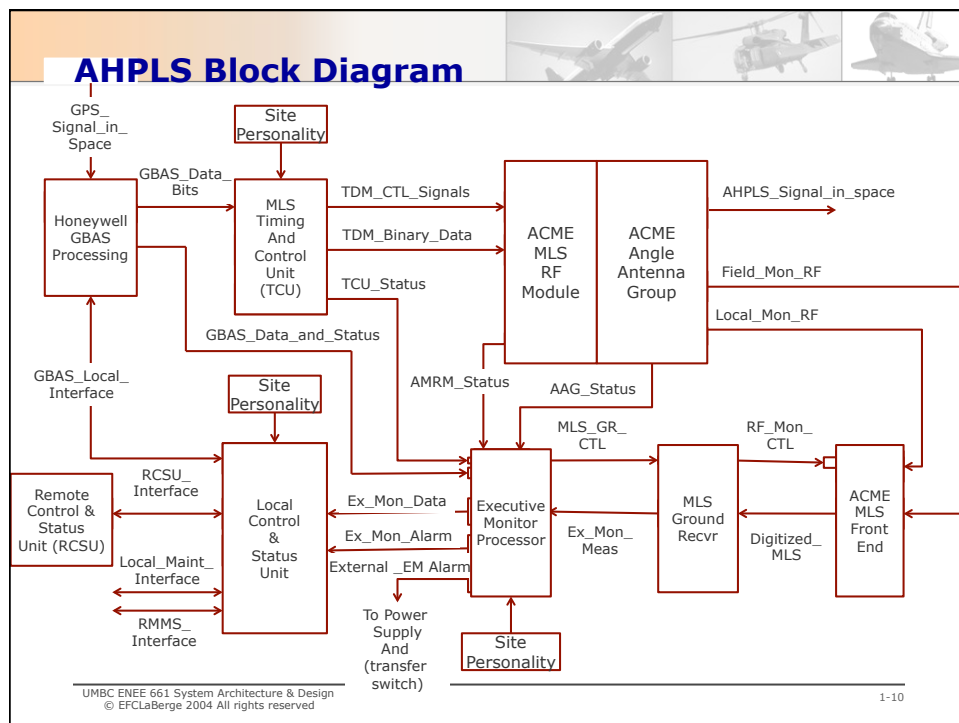 AHPLS Block Diagram
GPS_
Signal_in_
Space
Site
Personality
GBAS_Data_
Bits
Honeywell
GBAS
Processing
MLS
Timing
And
Control
Unit
(TCU)
TDM_CTL_Signals
TDM_Binary_Data
TCU_Status
ACME
MLS
RF
Module
ACME
Angle
Antenna
Group
AHPLS_Signal_in_space
Field_Mon_RF
Local_Mon_RF
GBAS_Data_and_Status
GBAS_Local_
Interface
Site
Personality
AMRM_Status
AAG_Status
MLS_GR_
CTL
RF_Mon_
CTL
Remote
Control &
Status
Unit (RCSU)
RCSU_
Interface
Local_Maint_
Interface
RMMS_
Interface
Local
Control
&
Status
Unit
Ex_Mon_Data
Ex_Mon_Alarm
External _EM Alarm
Executive
Monitor
Processor
Ex_Mon_
Meas
MLS
Ground
Recvr
Digitized_
MLS
ACME
MLS
Front
End
To Power
Supply
And
(transfer
switch)
Site
Personality
UMBC ENEE 661 System Architecture & Design
© EFCLaBerge 2004 All rights reserved
1-10